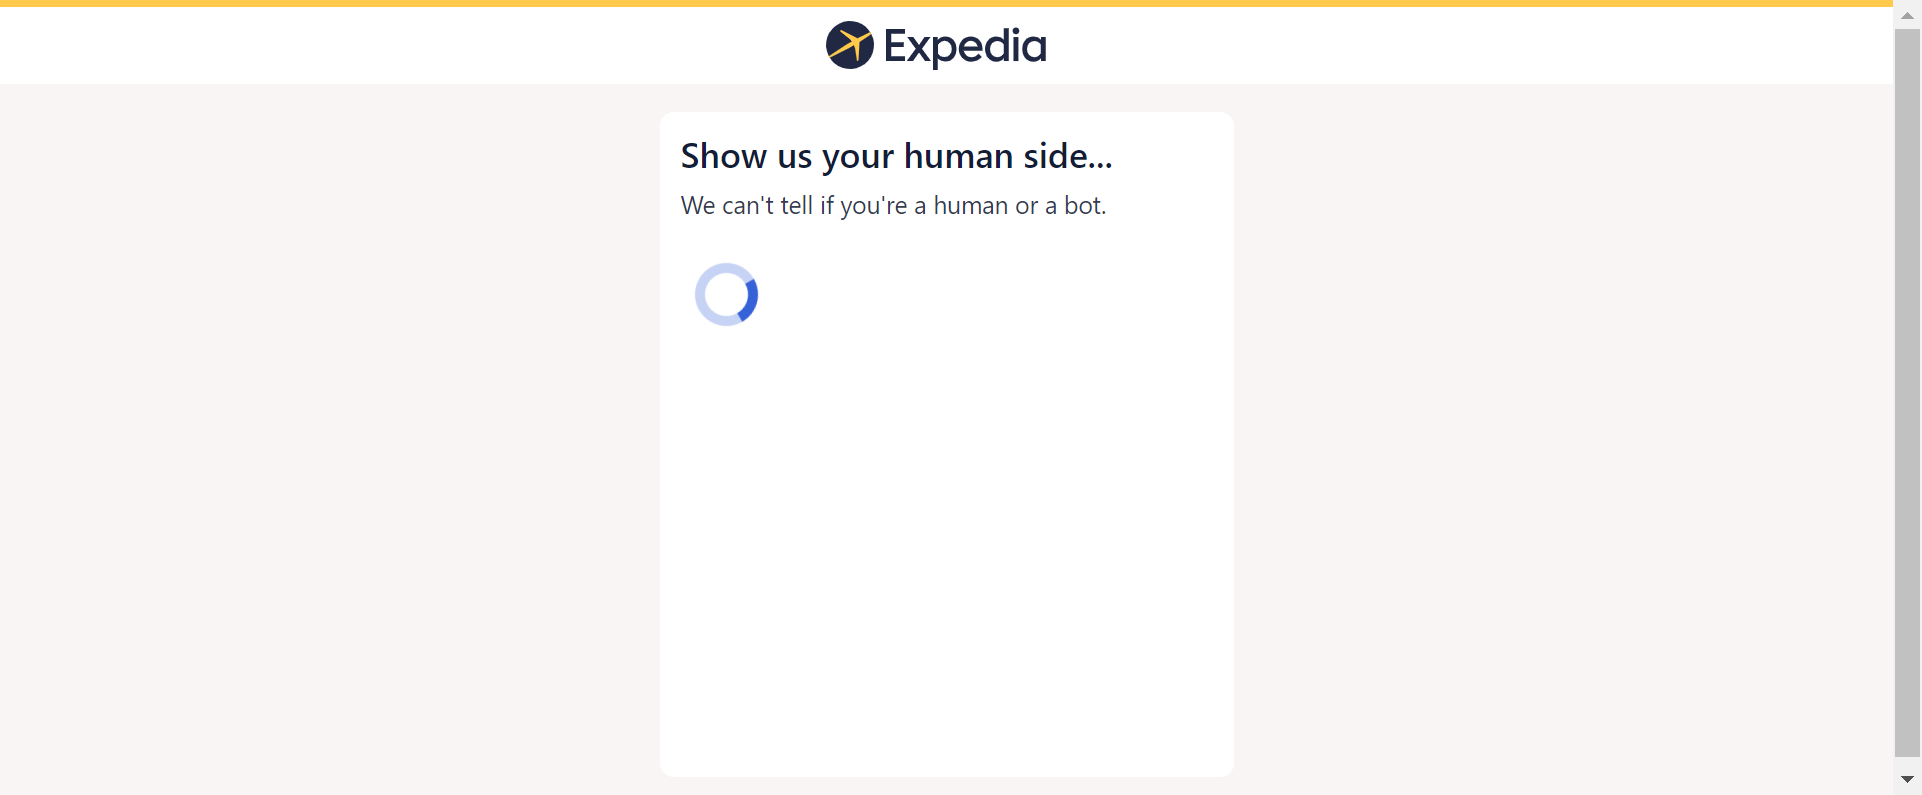 Expedia
Show us your human side...
We can't tell if you're a human or a bot.